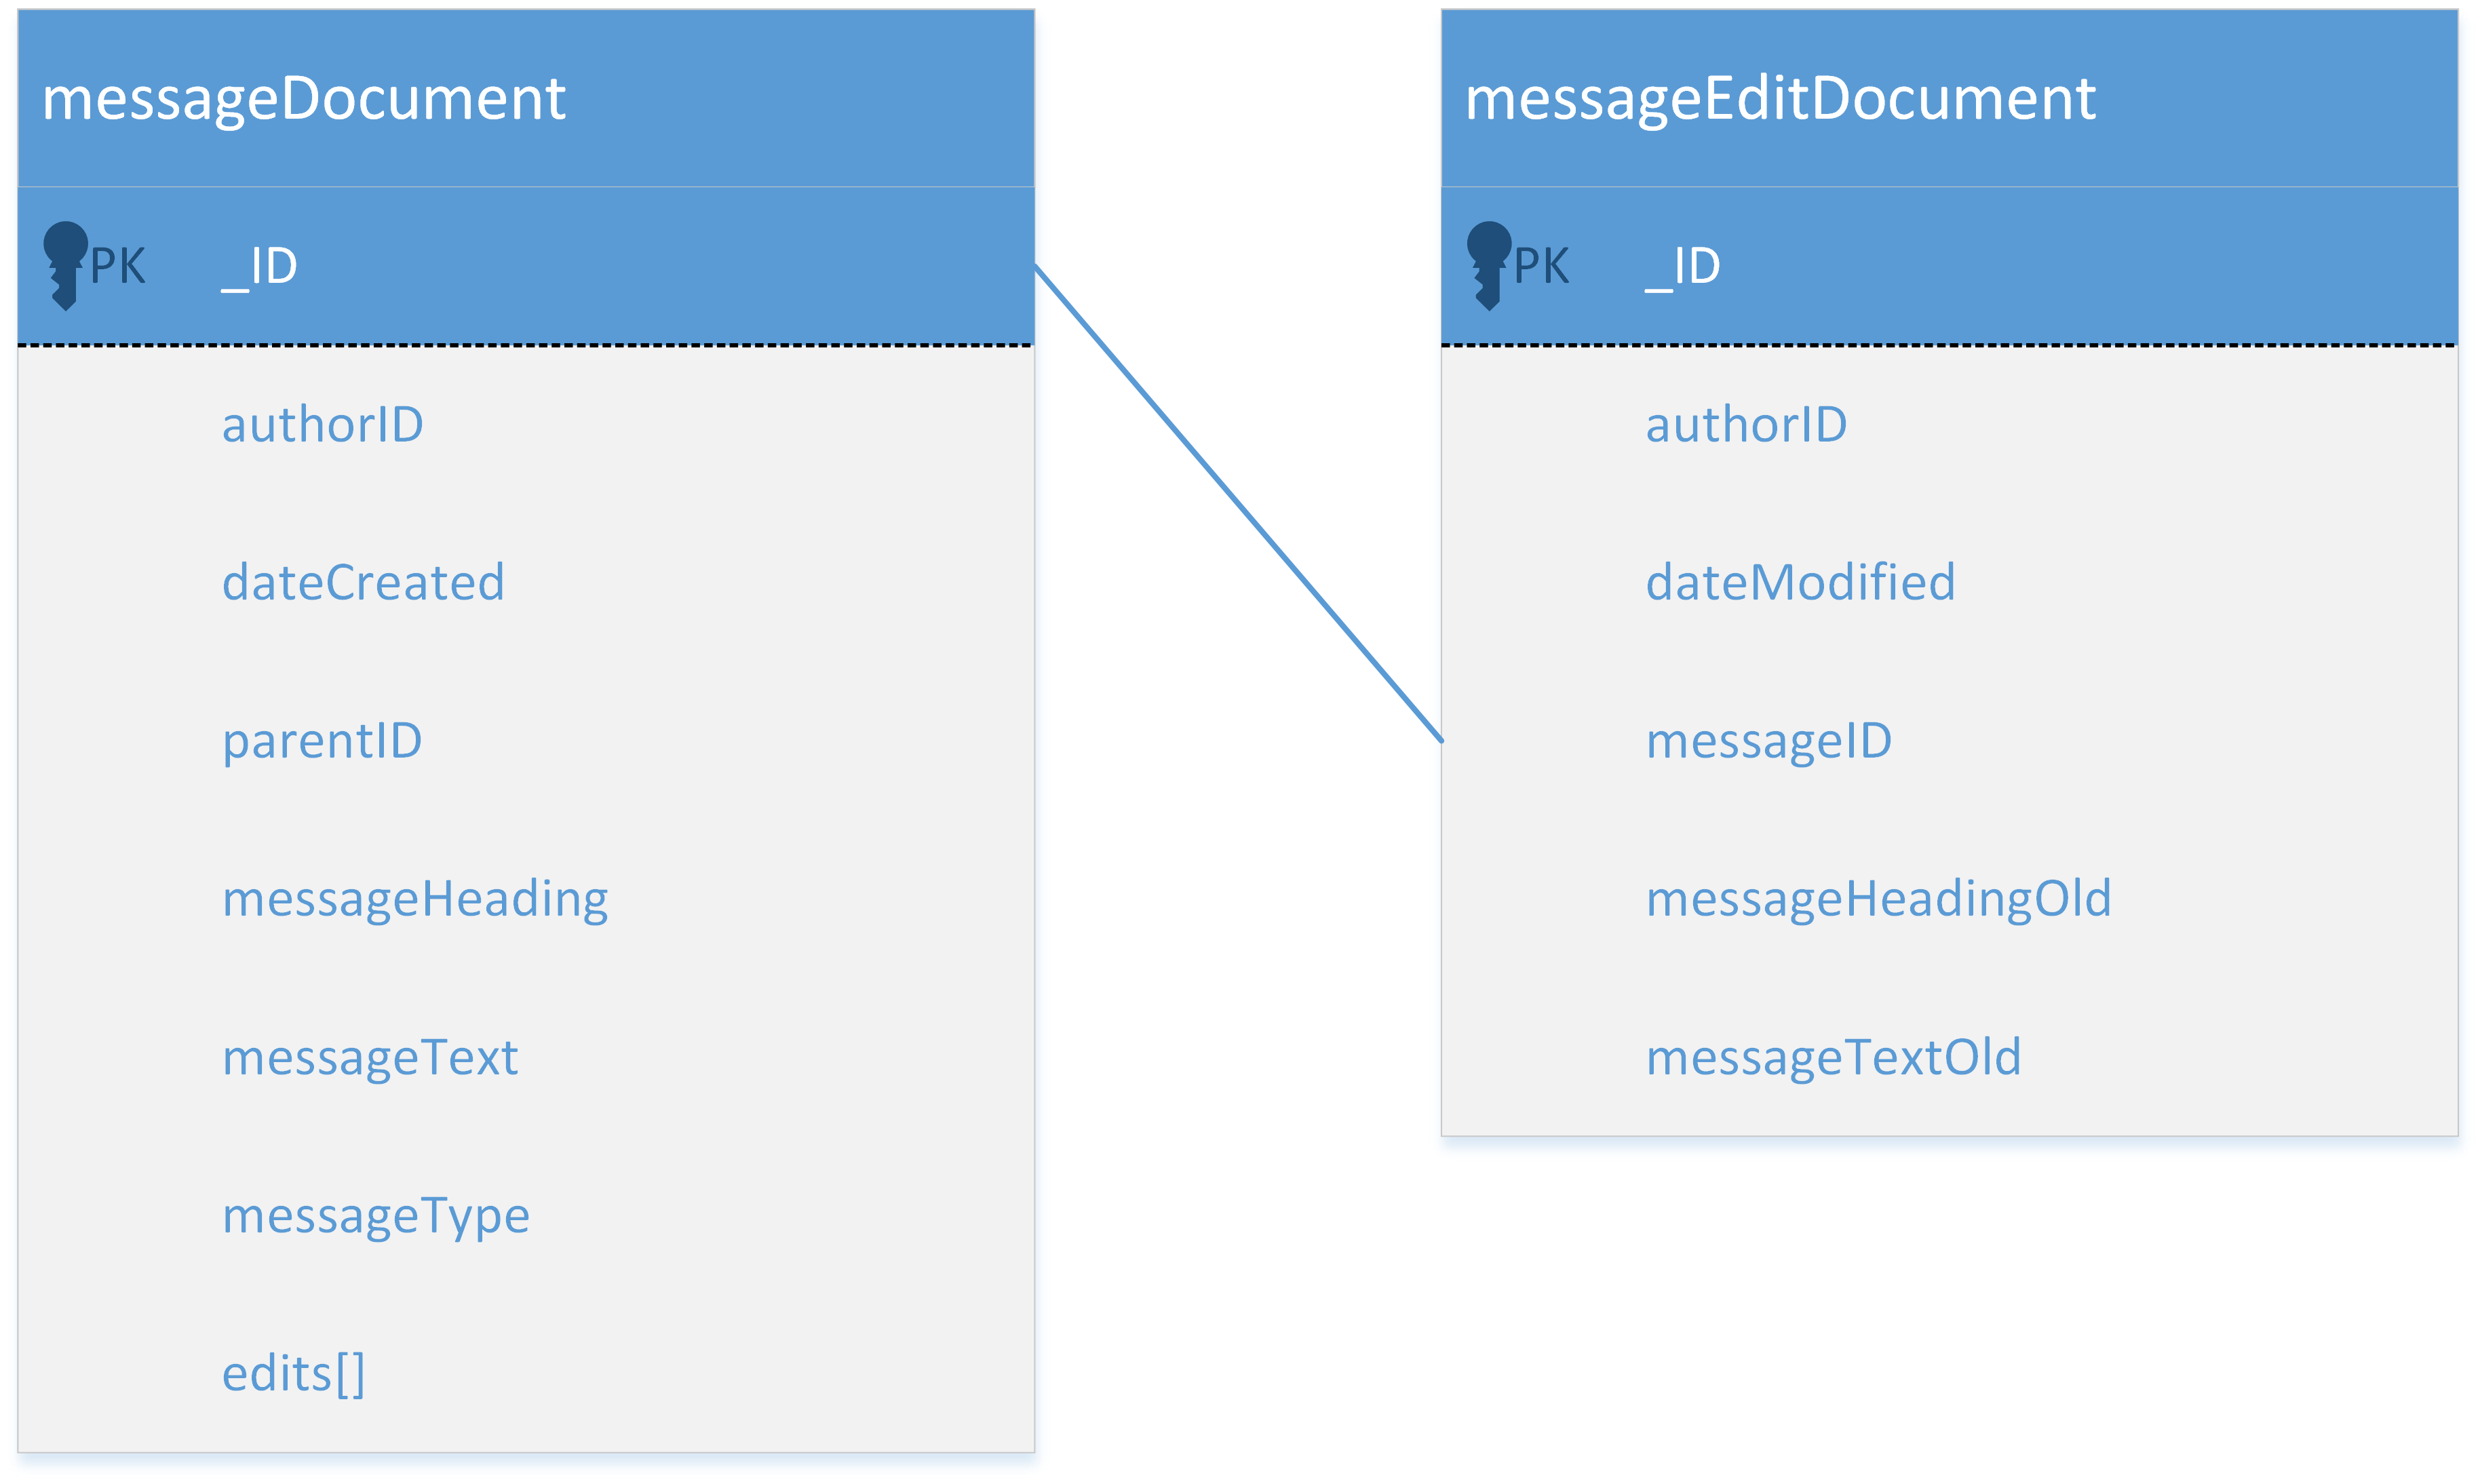 messageDocument
PK _ID
authorID
dateCreated
parentID
messageHeading
messageText
messageType
edits[]
messageEditDocument
PK _ID
authorID
dateModified
messageID
messageHeadingOld
messageTextOld